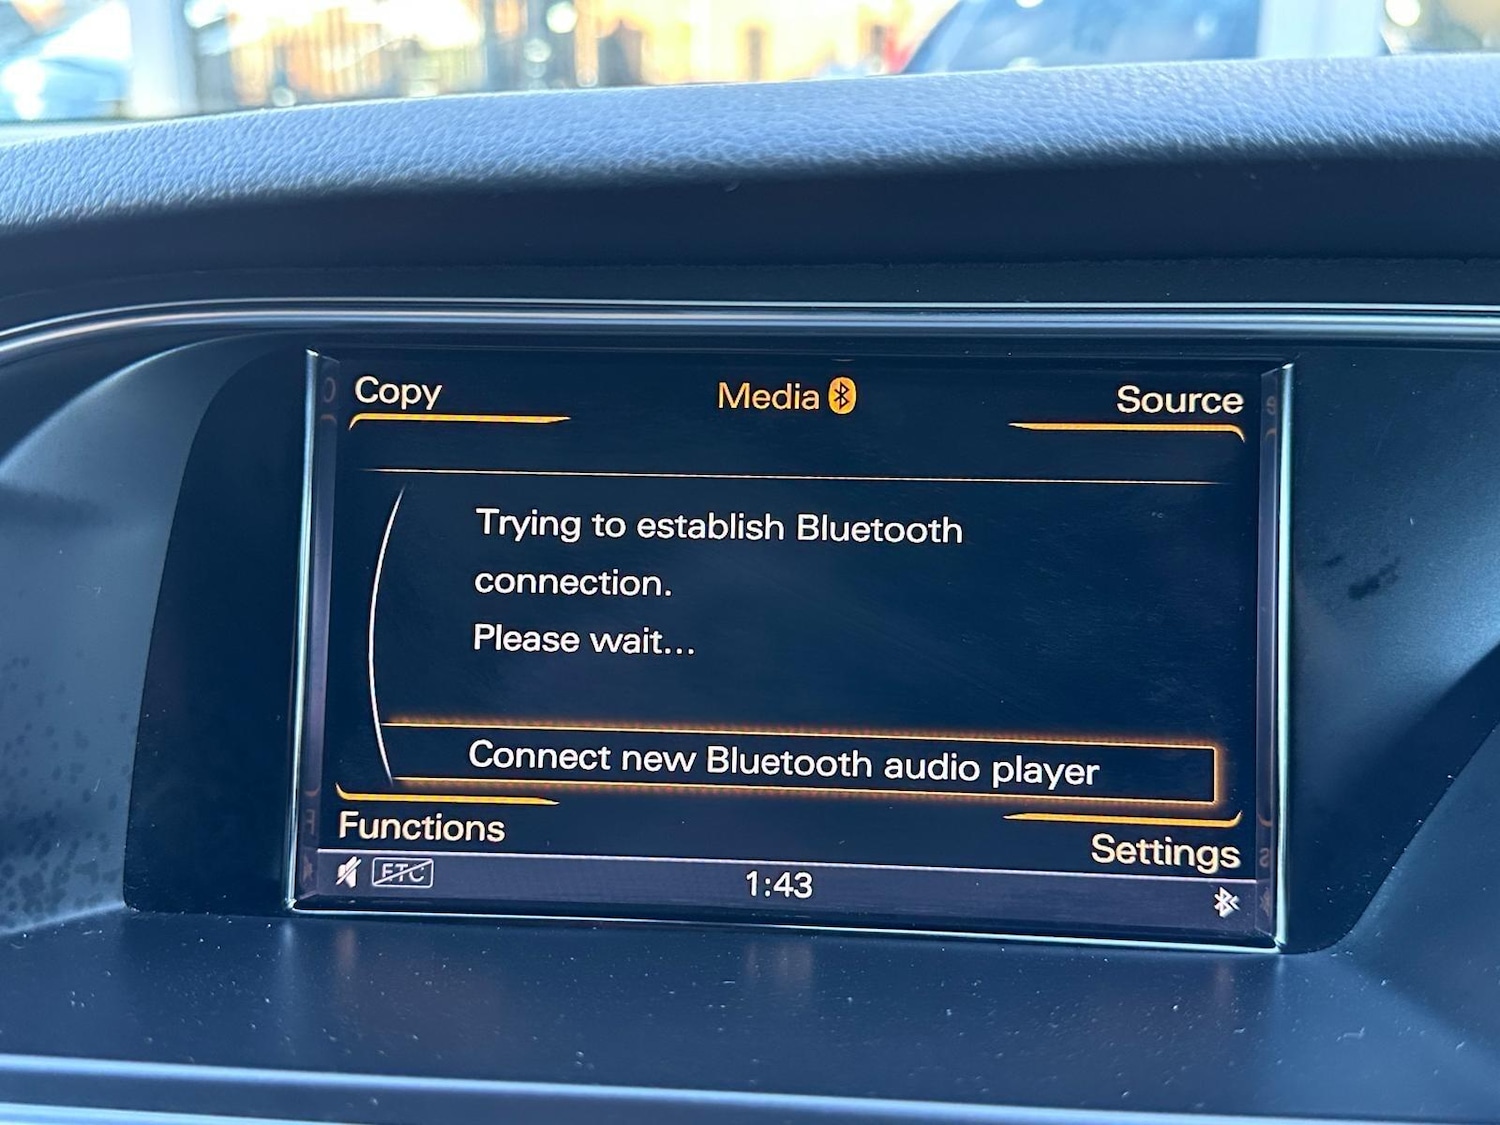 Copy
Media
Source
Trying to establish Bluetooth
connection.
Please wait...
Connect new Bluetooth audio player
Functions
Settings
ETC
1:43